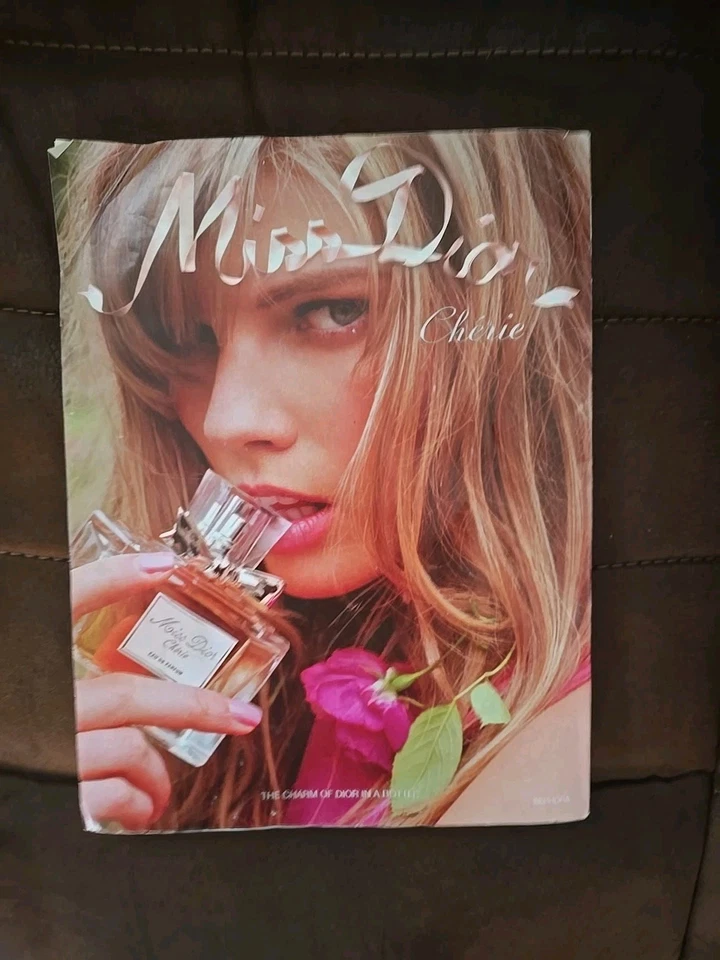 Miss Dior
Chérie
Miss Dior
Chérie
EAU DE PARFUM
THE CHARM OF DIOR IN A BOTTLE